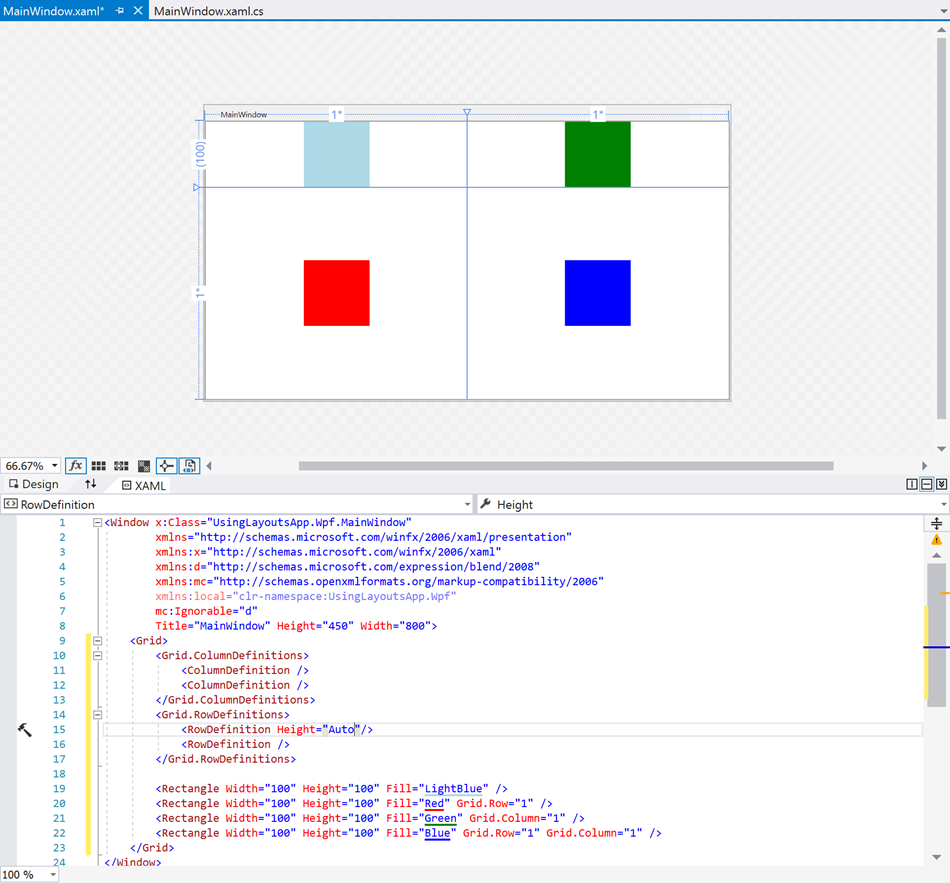 MainWindow.xaml* MainWindow.xaml.cs
MainWindow 1* 1*
(100)
1*
66.67% fx
Design XAML
RowDefinition Height
1 <Window x:Class="UsingLayoutsApp.Wpf.MainWindow"
2 xmlns="http://schemas.microsoft.com/winfx/2006/xaml/presentation"
3 xmlns:x="http://schemas.microsoft.com/winfx/2006/xaml"
4 xmlns:d="http://schemas.microsoft.com/expression/blend/2008"
5 xmlns:mc="http://schemas.openxmlformats.org/markup-compatibility/2006"
6 xmlns:local="clr-namespace:UsingLayoutsApp.Wpf"
7 mc:Ignorable="d"
8 Title="MainWindow" Height="450" Width="800">
9 <Grid>
10 <Grid.ColumnDefinitions>
11 <ColumnDefinition />
12 <ColumnDefinition />
13 </Grid.ColumnDefinitions>
14 <Grid.RowDefinitions>
15 <RowDefinition Height="Auto"/>
16 <RowDefinition />
17 </Grid.RowDefinitions>
18
19 <Rectangle Width="100" Height="100" Fill="LightBlue" />
20 <Rectangle Width="100" Height="100" Fill="Red" Grid.Row="1" />
21 <Rectangle Width="100" Height="100" Fill="Green" Grid.Column="1" />
22 <Rectangle Width="100" Height="100" Fill="Blue" Grid.Row="1" Grid.Column="1" />
23 </Grid>
24 </Window>
100 %